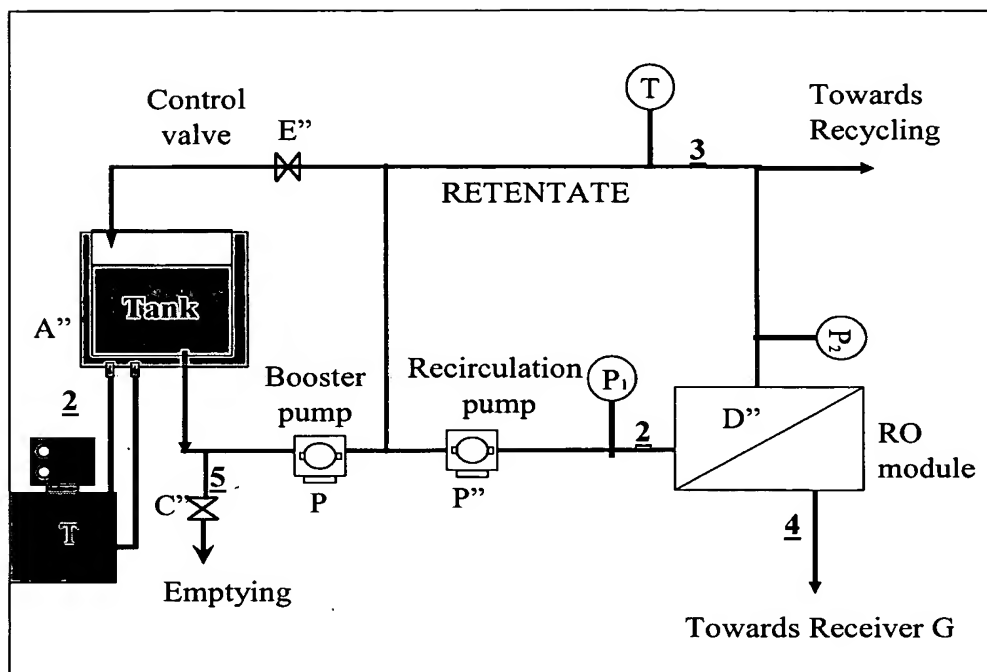 T
Towards
Recycling
Control
valve
E”
3
RETENTATE
Tank
A”
P₂
Booster
pump
Recirculation
pump
P₁
2
2
D”
RO
module
C”
5
P
P”
4
T
Emptying
Towards Receiver G